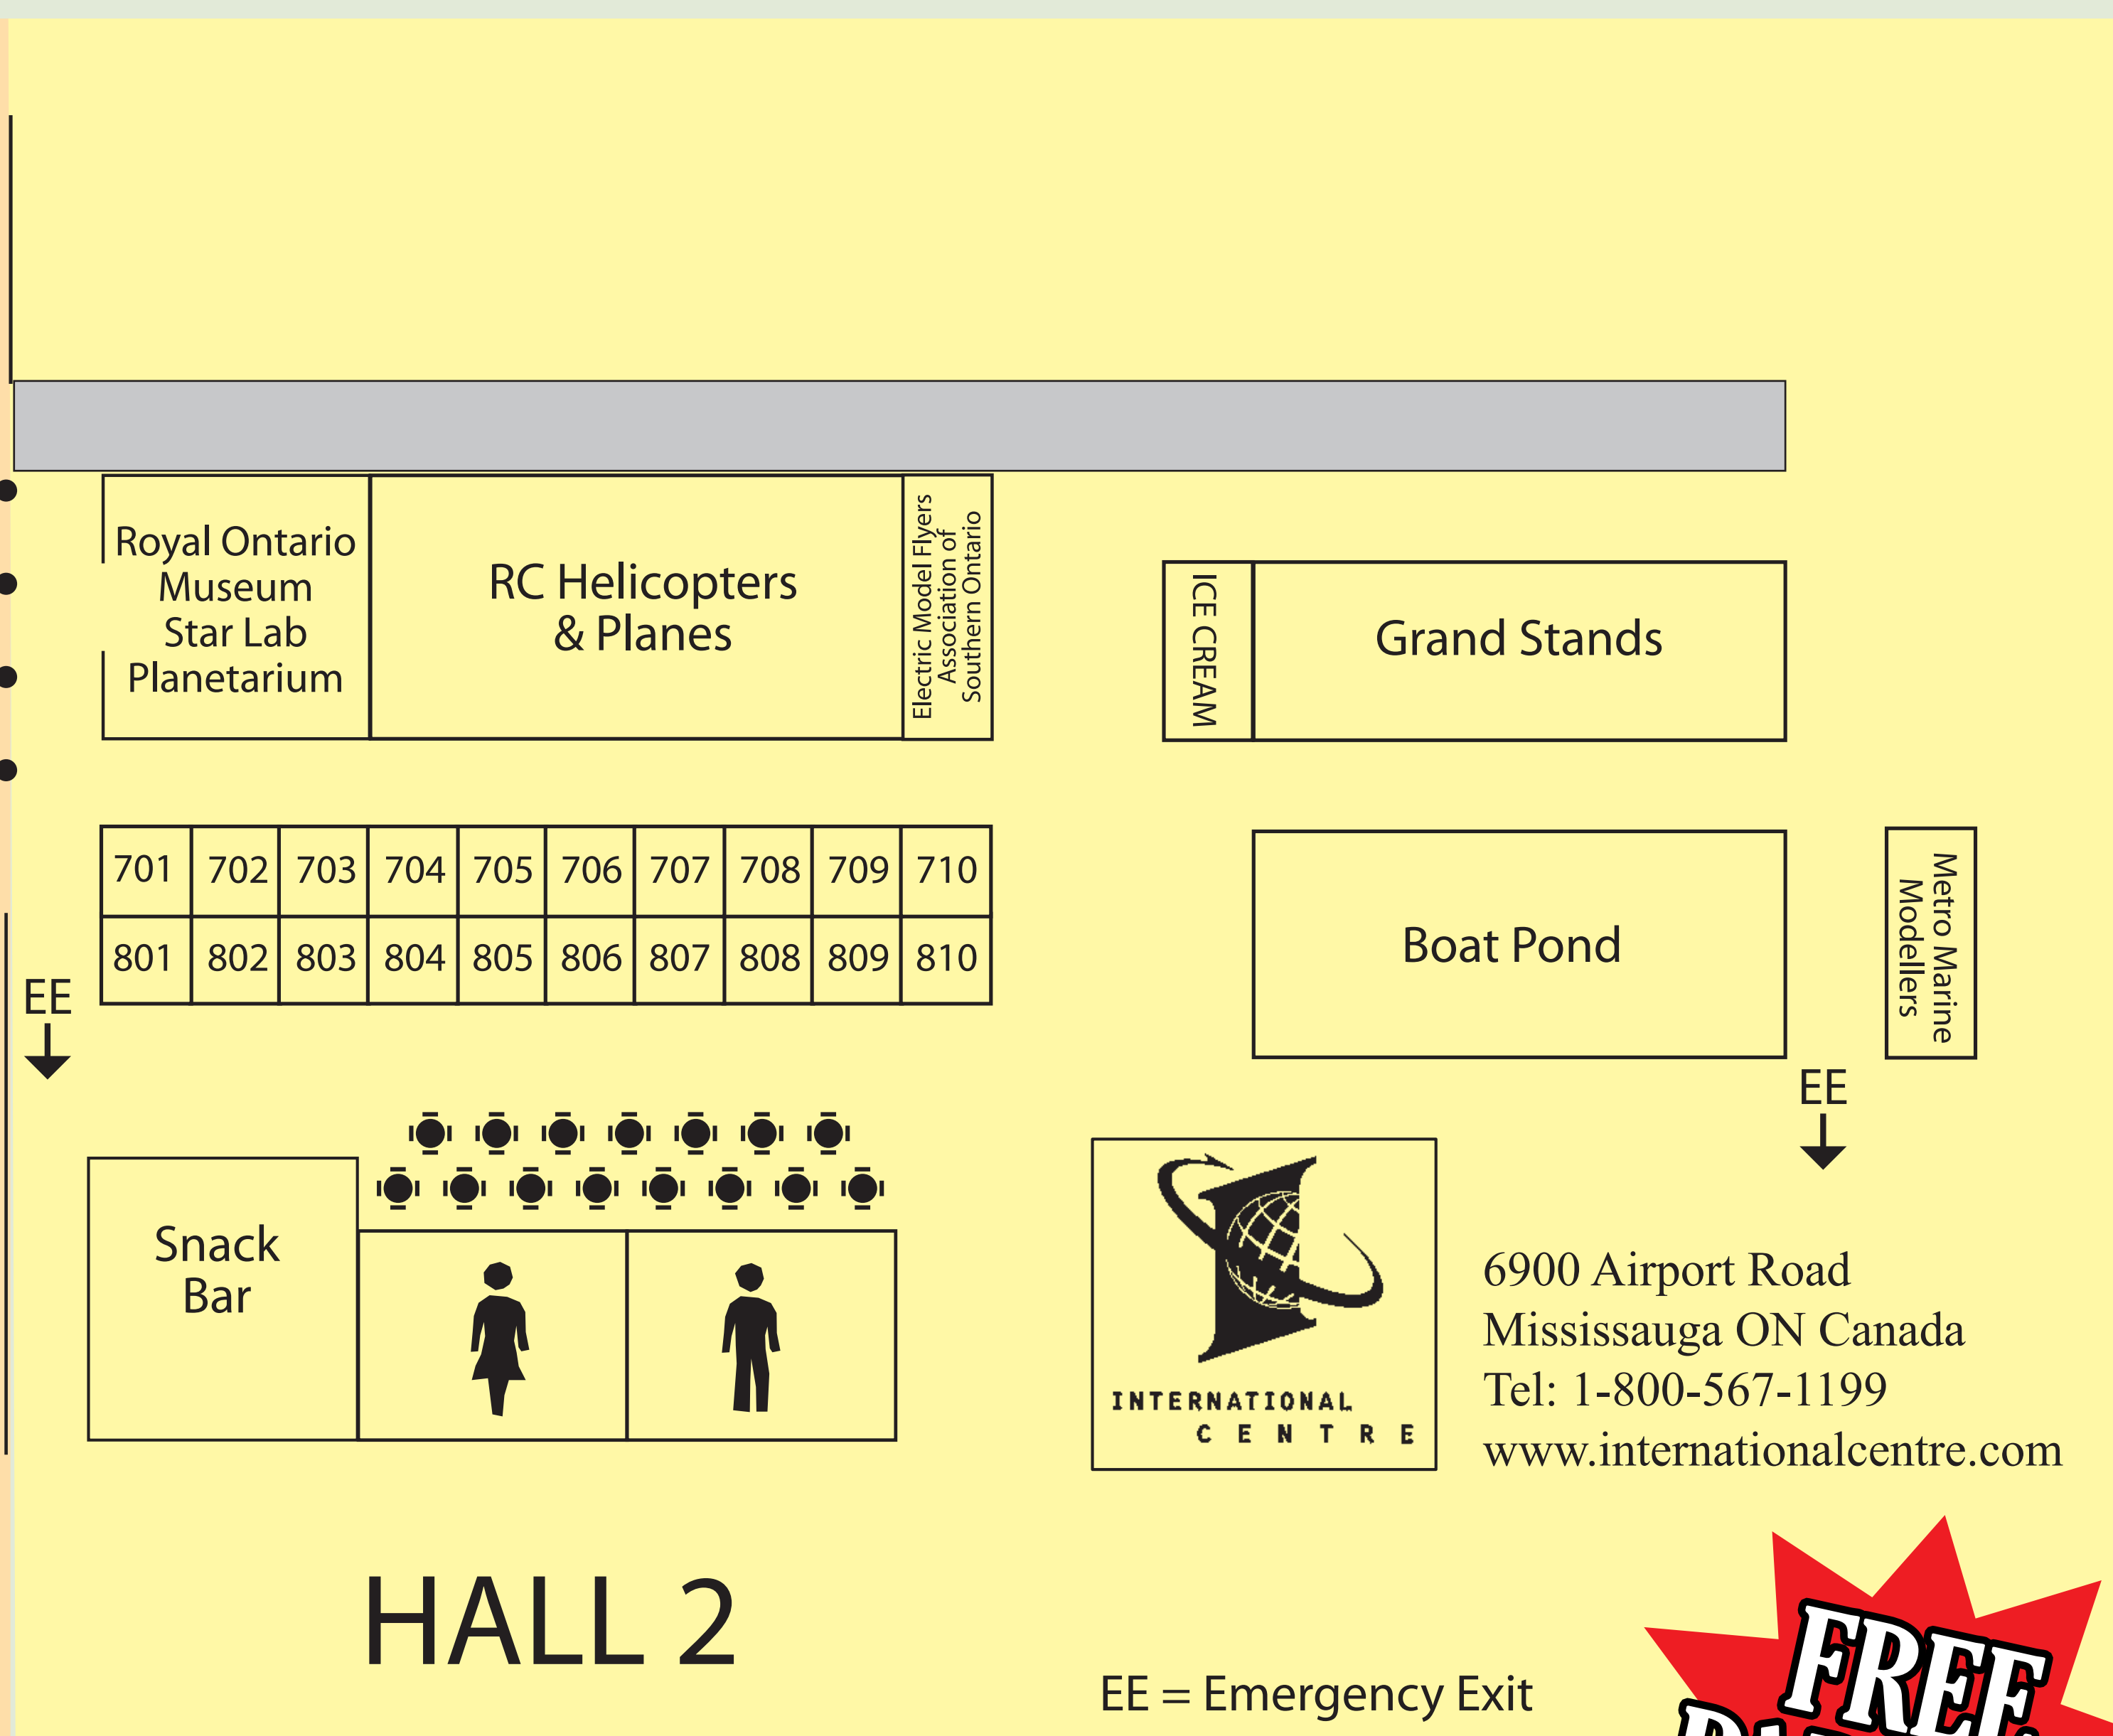 Royal Ontario
Museum
Star Lab
Planetarium
RC Helicopters
& Planes
Electric Model Flyers
Association of
Southern Ontario
ICE CREAM
Grand Stands
701 702 703 704 705 706 707 708 709 710
801 802 803 804 805 806 807 808 809 810
Boat Pond
Metro Marine
Modellers
EE
EE
Snack
Bar
INTERNATIONAL
CENTRE
6900 Airport Road
Mississauga ON Canada
Tel: 1-800-567-1199
www.internationalcentre.com
HALL 2
EE = Emergency Exit
FREE